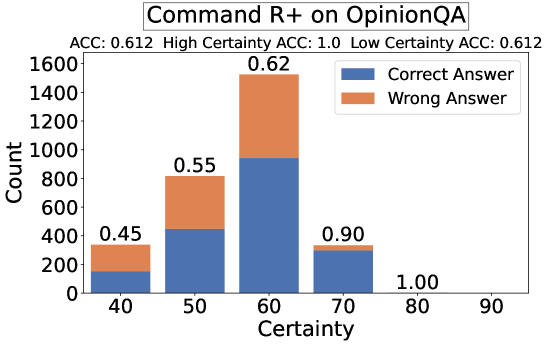 Command R+ on OpinionQA
ACC: 0.612 High Certainty ACC: 1.0 Low Certainty ACC: 0.612
Count
1600
1400
1200
1000
800
600
400
200
0
0.45
0.55
0.62
0.90
1.00
Correct Answer
Wrong Answer
40 50 60 70 80 90
Certainty